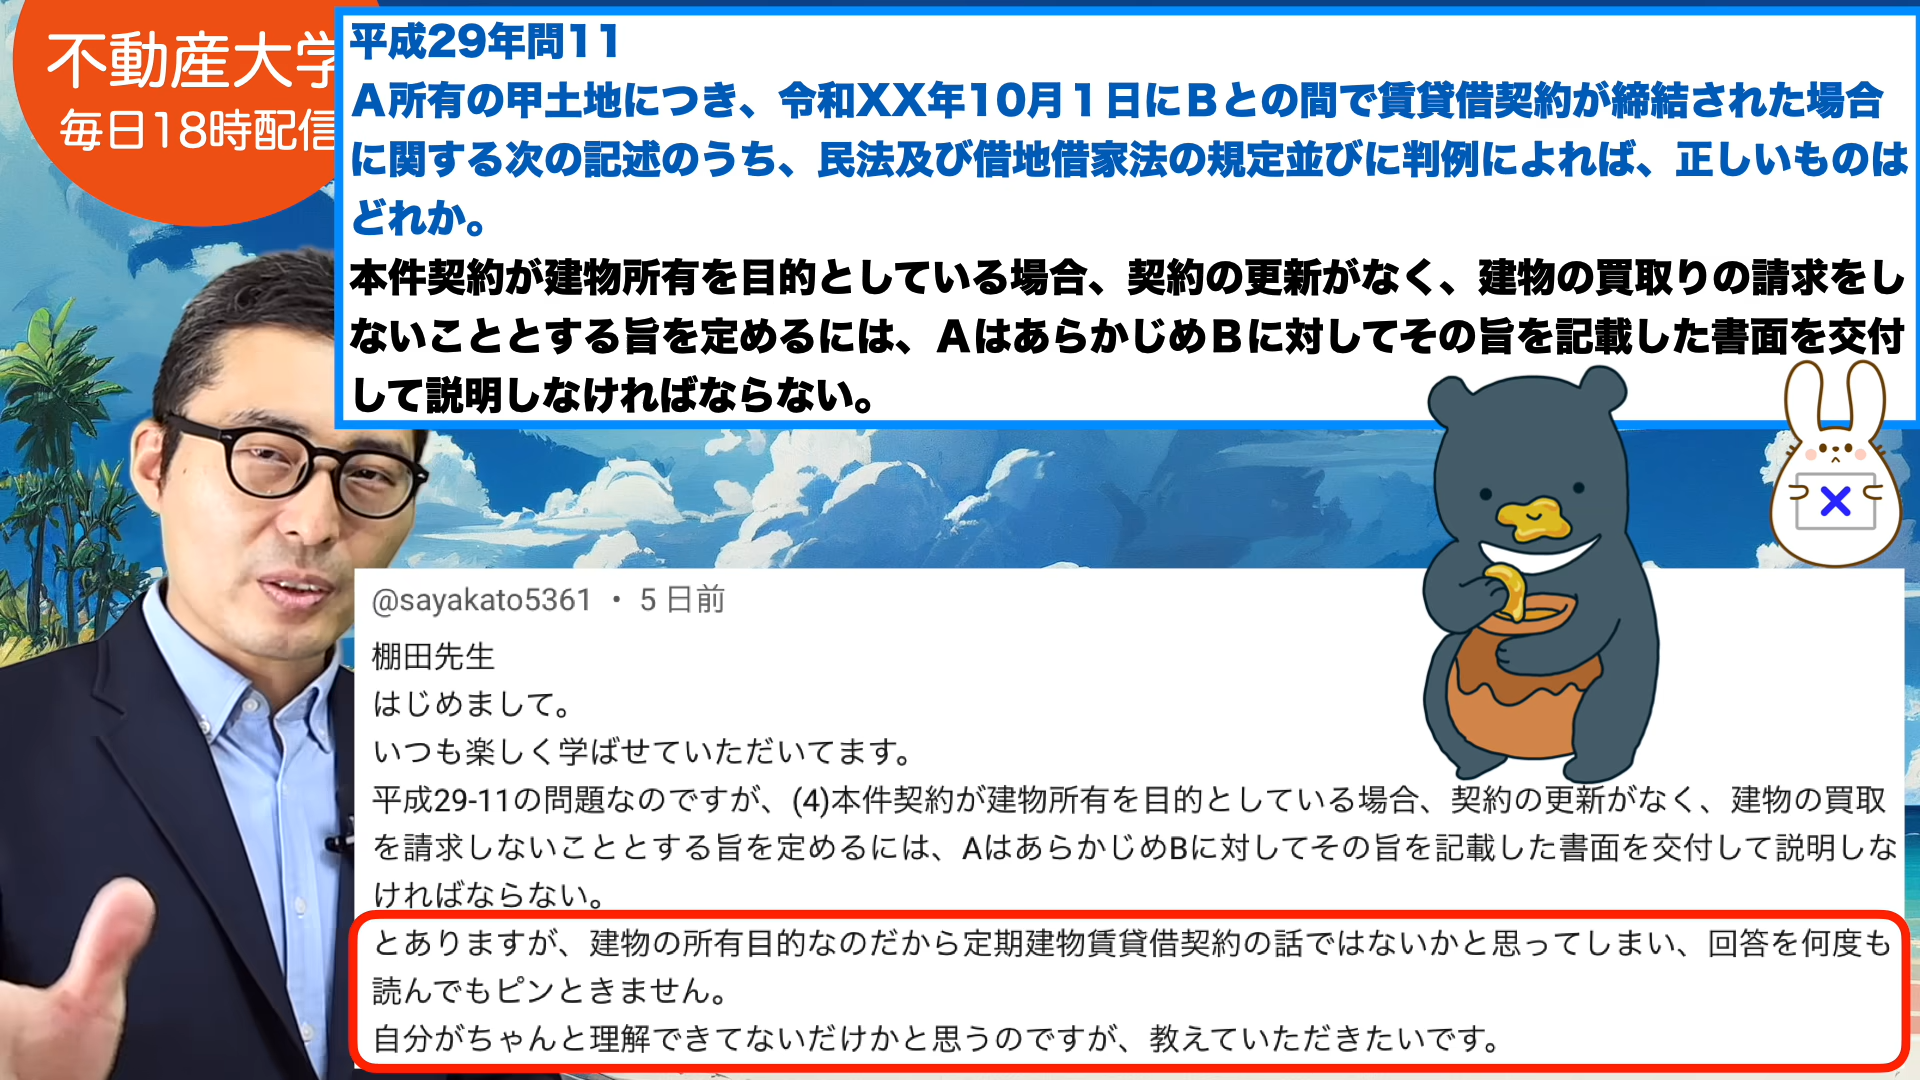 不動産大学
毎日18時配信
平成29年問11
A所有の甲土地につき、令和XX年10月1日にBとの間で賃貸借契約が締結された場合
に関する次の記述のうち、民法及び借地借家法の規定並びに判例によれば、正しいものは
どれか。
本件契約が建物所有を目的としている場合、契約の更新がなく、建物の買取りの請求をし
ないこととする旨を定めるには、AはあらかじめBに対してその旨を記載した書面を交付
して説明しなければならない。
@sayakato5361 ・ 5 日前
棚田先生
はじめまして。
いつも楽しく学ばせていただいてます。
平成29-11の問題なのですが、(4)本件契約が建物所有を目的としている場合、契約の更新がなく、建物の買取
を請求しないこととする旨を定めるには、AはあらかじめBに対してその旨を記載した書面を交付して説明しな
ければならない。
とありますが、建物の所有目的なのだから定期建物賃貸借契約の話ではないかと思ってしまい、回答を何度も
読んでもピンときません。
自分がちゃんと理解できてないだけかと思うのですが、教えていただきたいです。